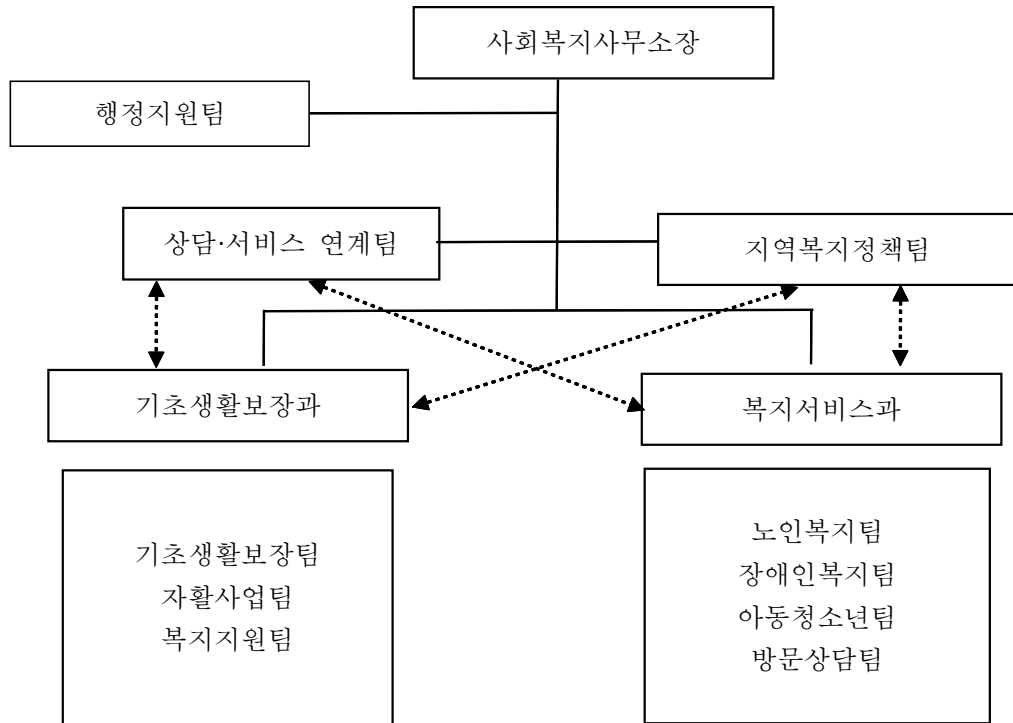 사회복지사무소장
행정지원팀
상담·서비스 연계팀
지역복지정책팀
기초생활보장과
복지서비스과
기초생활보장팀
자활사업팀
복지지원팀
노인복지팀
장애인복지팀
아동청소년팀
방문상담팀